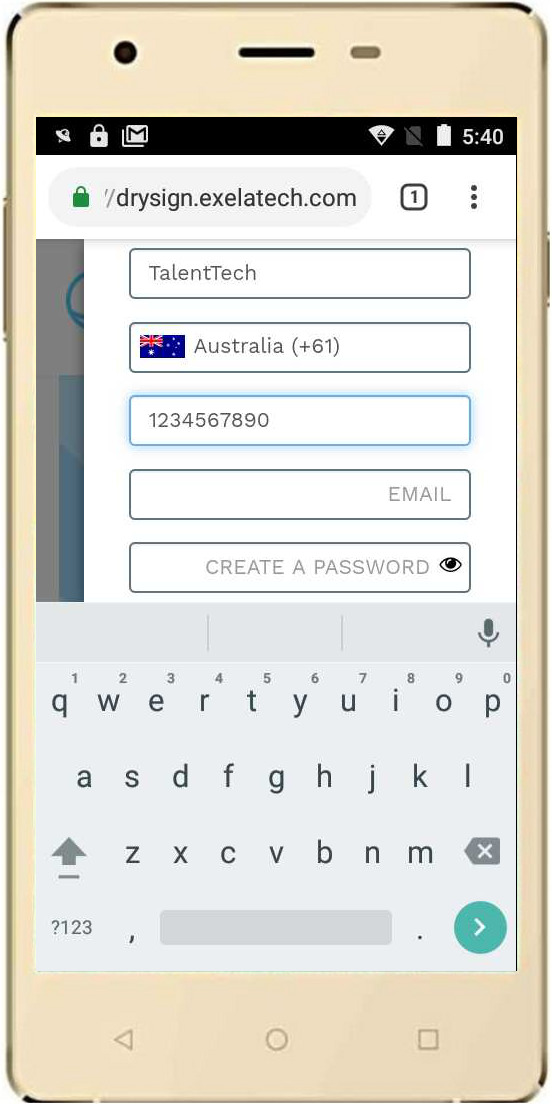 5:40
//drysign.exelatech.com
1
TalentTech
Australia (+61)
1234567890
EMAIL
CREATE A PASSWORD
1 2 3 4 5 6 7 8 9 0
q w e r t y u i o p
a s d f g h j k l
z x c v b n m
?123 , .